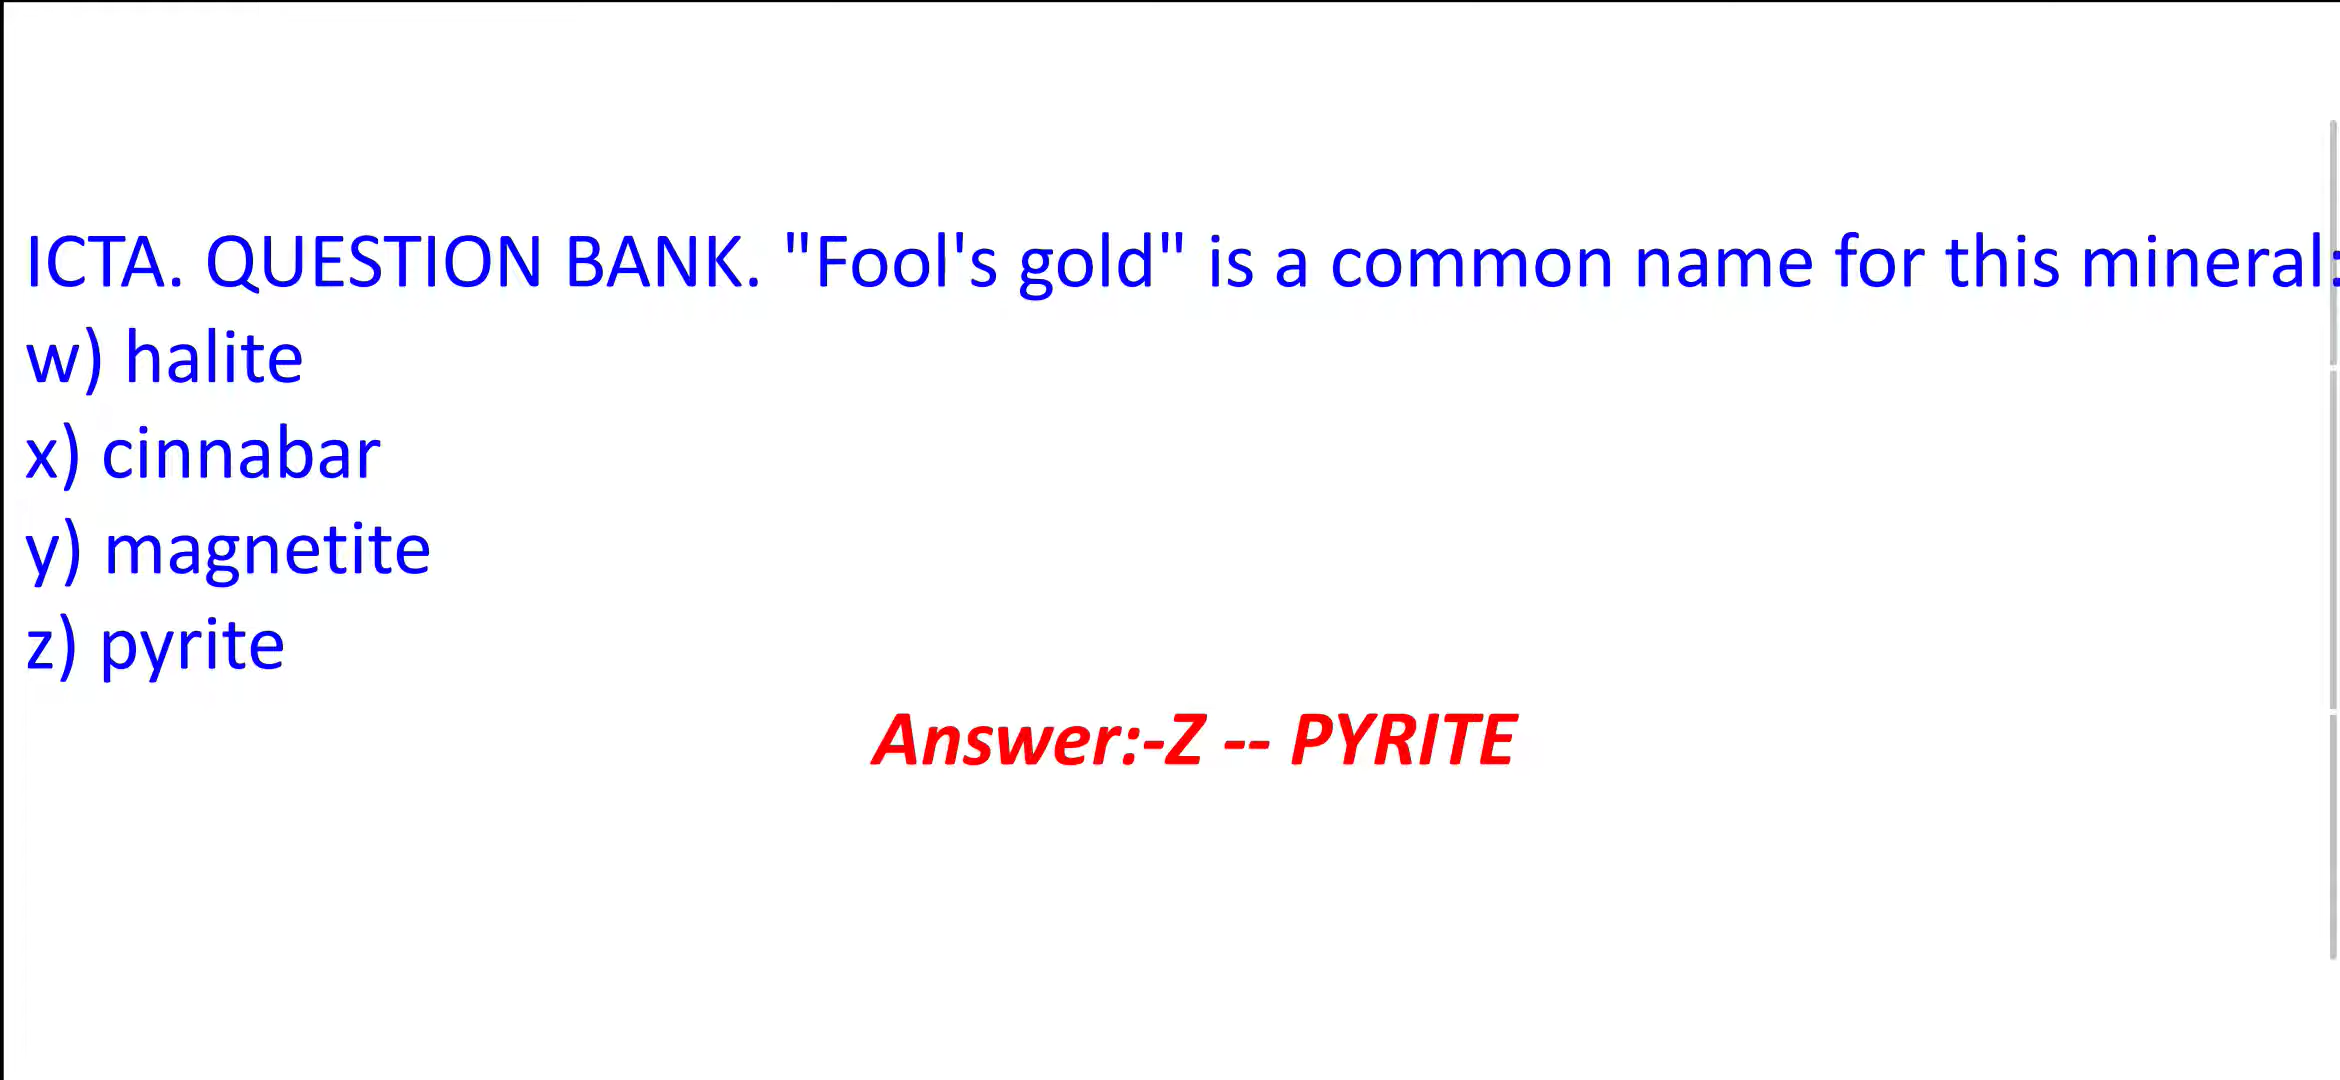 ICTA. QUESTION BANK. "Fool's gold" is a common name for this mineral:
w) halite
x) cinnabar
y) magnetite
z) pyrite
Answer:-Z -- PYRITE